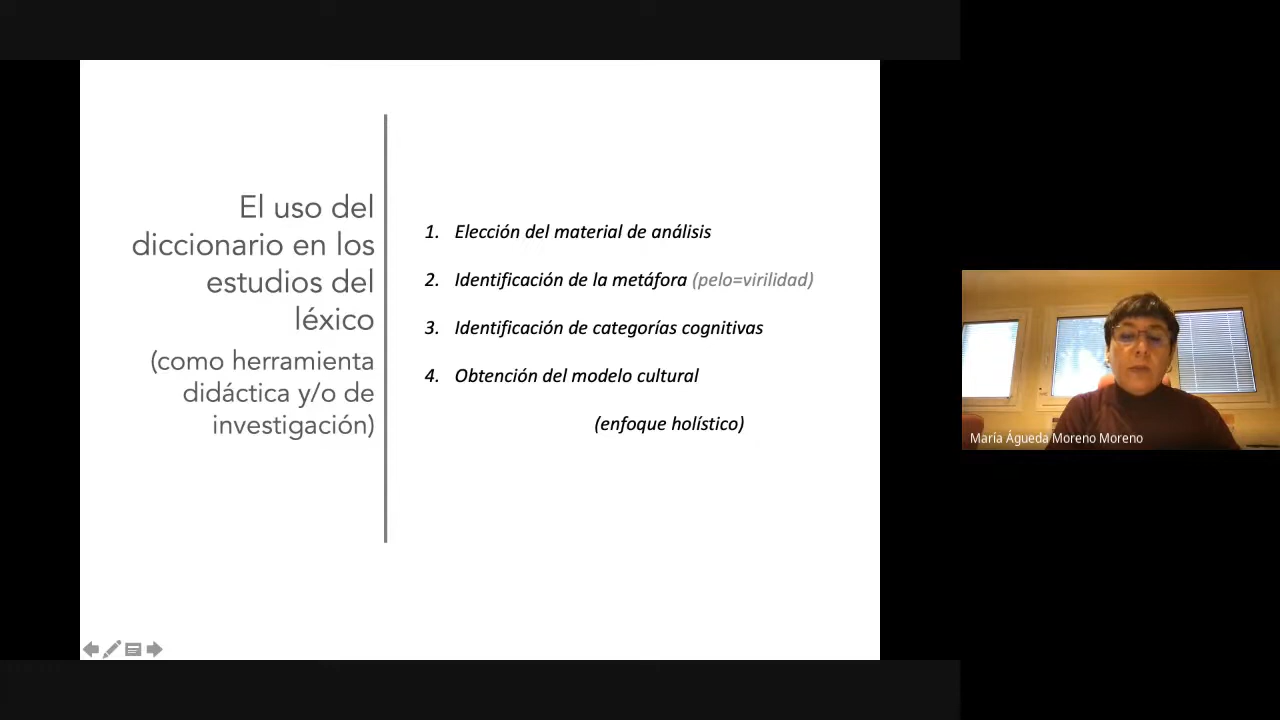 El uso del
diccionario en los
estudios del
léxico
(como herramienta
didáctica y/o de
investigación)
1. Elección del material de análisis
2. Identificación de la metáfora (pelo=virilidad)
3. Identificación de categorías cognitivas
4. Obtención del modelo cultural
(enfoque holístico)
María Águeda Moreno Moreno